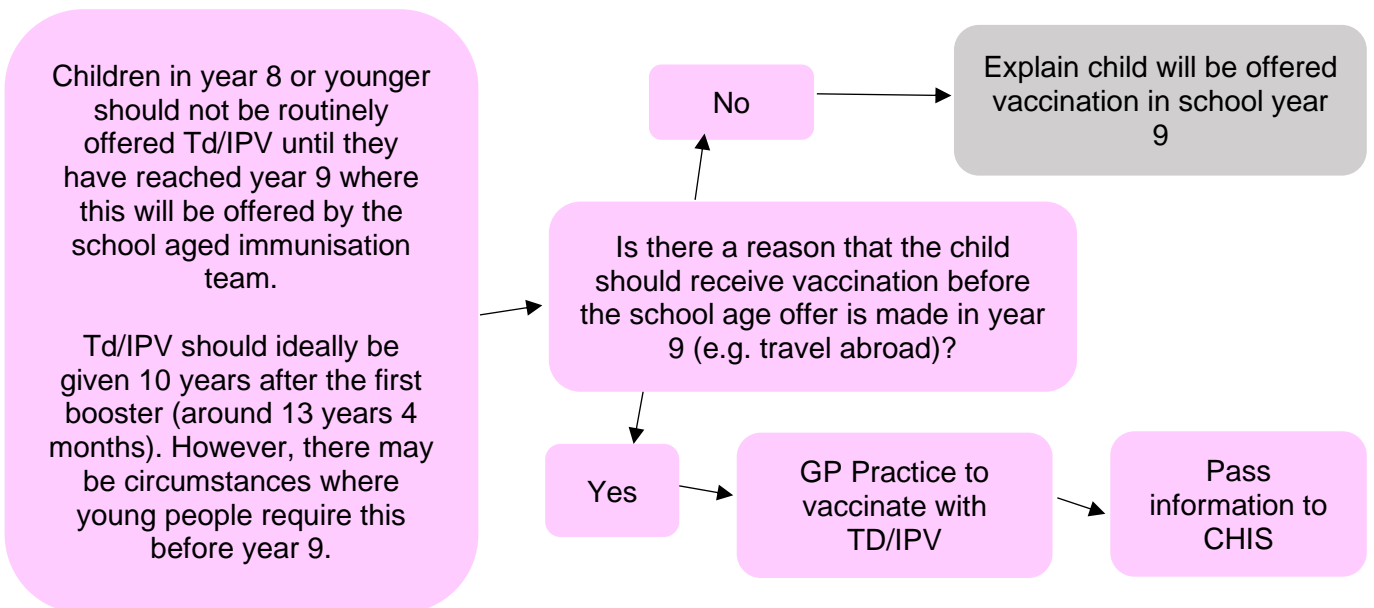 Children in year 8 or younger
should not be routinely
offered Td/IPV until they
have reached year 9 where
this will be offered by the
school aged immunisation
team.
Td/IPV should ideally be
given 10 years after the first
booster (around 13 years 4
months). However, there may
be circumstances where
young people require this
before year 9.
No
Explain child will be offered
vaccination in school year
9
Is there a reason that the child
should receive vaccination before
the school age offer is made in year
9 (e.g. travel abroad)?
Yes
GP Practice to
vaccinate with
TD/IPV
Pass
information to
CHIS